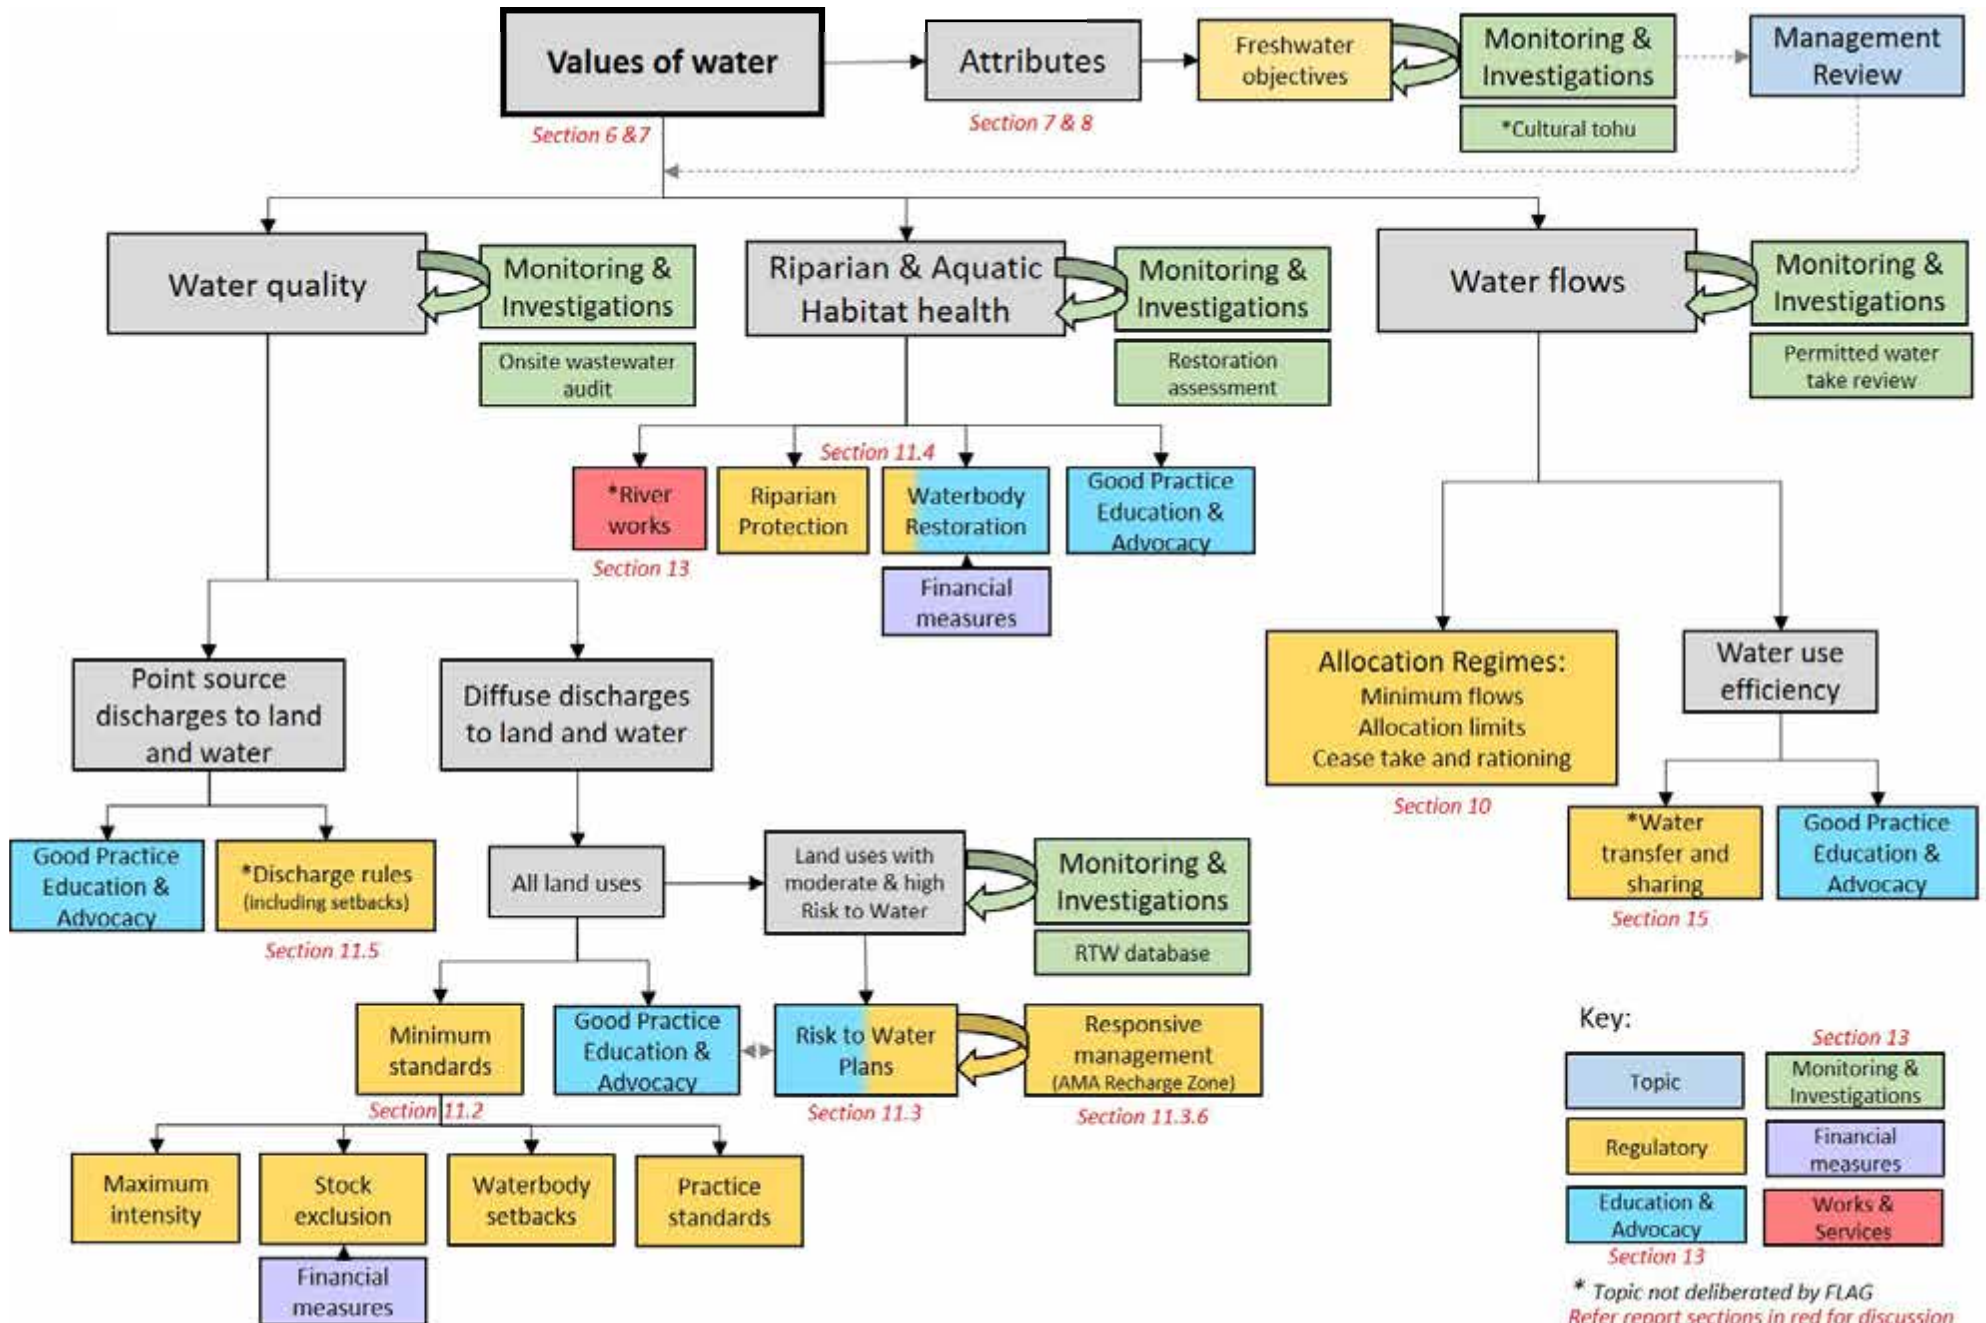 Values of water
Attributes
Freshwater
objectives
Monitoring &
Investigations
Management
Review
*Cultural tohu
Section 6 &7
Section 7 & 8
Water quality
Monitoring &
Investigations
Onsite wastewater
audit
Riparian & Aquatic
Habitat health
Monitoring &
Investigations
Restoration
assessment
Water flows
Monitoring &
Investigations
Permitted water
take review
Section 11.4
*River
works
Riparian
Protection
Waterbody
Restoration
Good Practice
Education &
Advocacy
Section 13
Financial
measures
Point source
discharges to land
and water
Diffuse discharges
to land and water
Allocation Regimes:
Minimum flows
Allocation limits
Cease take and rationing
Section 10
Water use
efficiency
Good Practice
Education &
Advocacy
*Discharge rules
(including setbacks)
Section 11.5
All land uses
Land uses with
moderate & high
Risk to Water
Monitoring &
Investigations
RTW database
*Water
transfer and
sharing
Section 15
Good Practice
Education &
Advocacy
Minimum
standards
Section 11.2
Good Practice
Education &
Advocacy
Risk to Water
Plans
Section 11.3
Responsive
management
(AMA Recharge Zone)
Section 11.3.6
Maximum
intensity
Stock
exclusion
Waterbody
setbacks
Practice
standards
Financial
measures
Key:
Section 13
Topic
Monitoring &
Investigations
Regulatory
Financial
measures
Education &
Advocacy
Works &
Services
Section 13
* Topic not deliberated by FLAG
Refer report sections in red for discussion